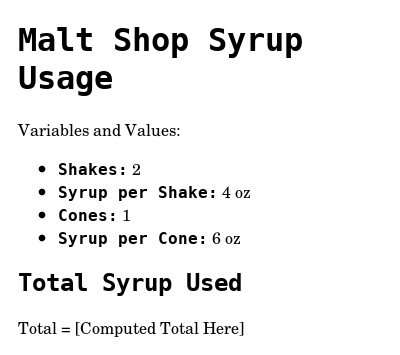 Malt Shop Syrup
Usage
Variables and Values:
• Shakes: 2
• Syrup per Shake: 4 oz
• Cones: 1
• Syrup per Cone: 6 oz
Total Syrup Used
Total = [Computed Total Here]